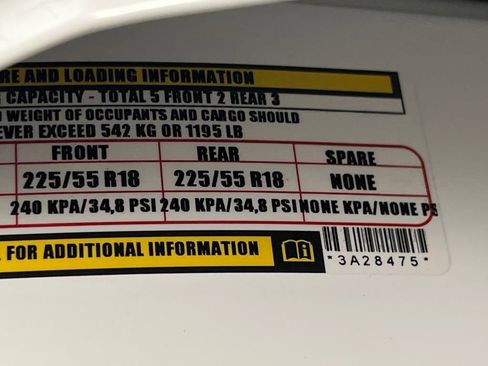 RE AND LOADING INFORMATION
CAPACITY - TOTAL 5 FRONT 2 REAR 3
WEIGHT OF OCCUPANTS AND CARGO SHOULD
EVER EXCEED 542 KG OR 1195 LB
FRONT REAR SPARE
225/55 R18 225/55 R18 NONE
240 KPA/34,8 PSI 240 KPA/34,8 PSI NONE KPA/NONE PS
FOR ADDITIONAL INFORMATION
*3A28475*